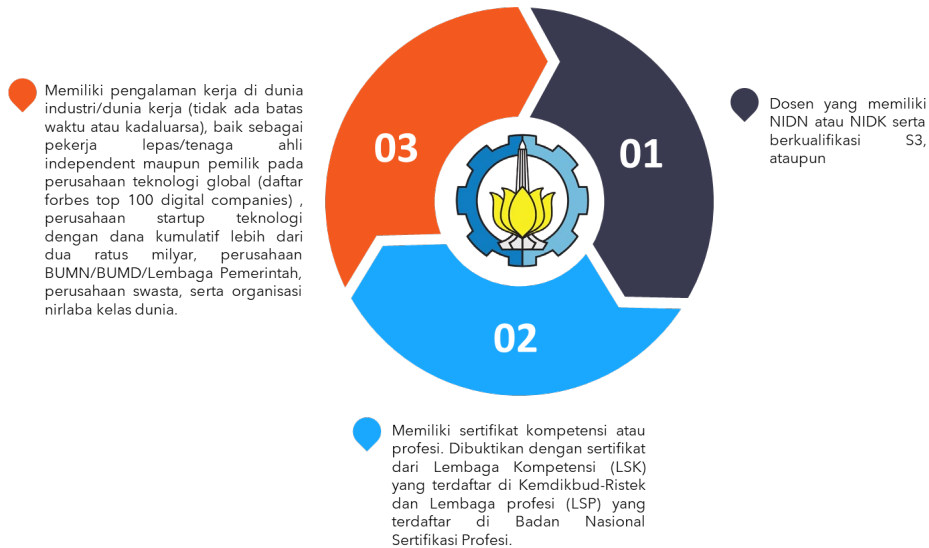 01
Dosen yang memiliki
NIDN atau NIDK serta
berkualifikasi S3,
ataupun
02
Memiliki sertifikat kompetensi atau
profesi. Dibuktikan dengan sertifikat
dari Lembaga Kompetensi (LSK)
yang terdaftar di Kemdikbud-Ristek
dan Lembaga profesi (LSP) yang
terdaftar di Badan Nasional
Sertifikasi Profesi.
03
Memiliki pengalaman kerja di dunia
industri/dunia kerja (tidak ada batas
waktu atau kadaluarsa), baik sebagai
pekerja lepas/tenaga ahli
independent maupun pemilik pada
perusahaan teknologi global (daftar
forbes top 100 digital companies) ,
perusahaan startup teknologi
dengan dana kumulatif lebih dari
dua ratus milyar, perusahaan
BUMN/BUMD/Lembaga Pemerintah,
perusahaan swasta, serta organisasi
nirlaba kelas dunia.